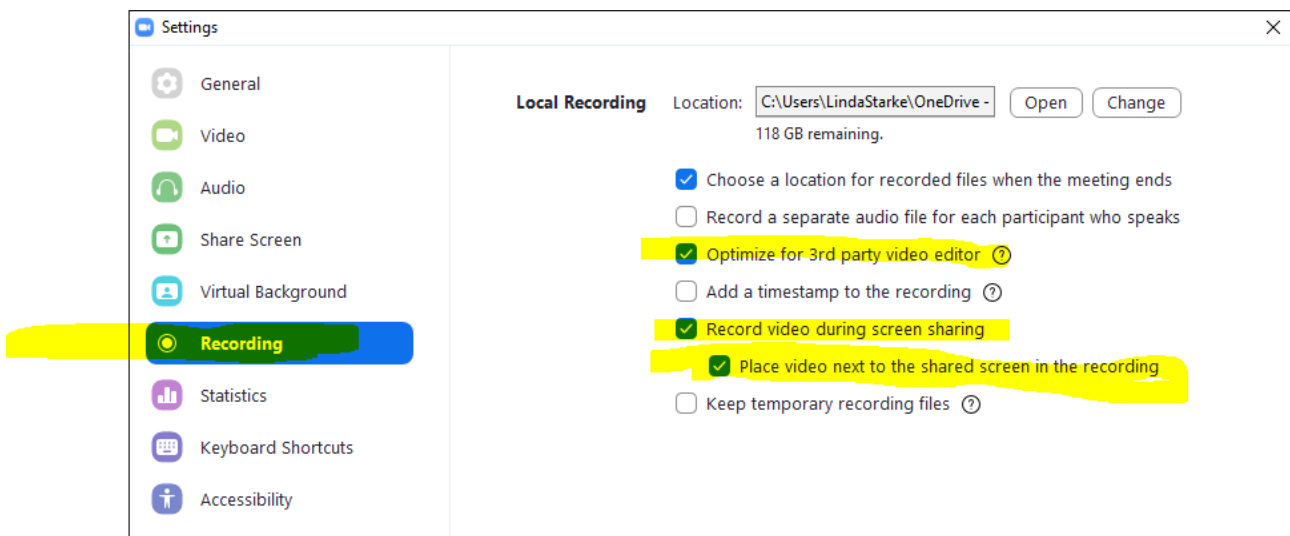 Settings
General
Video
Audio
Share Screen
Virtual Background
Recording
Statistics
Keyboard Shortcuts
Accessibility
Local Recording Location: C:\Users\LindaStarke\OneDrive - Open Change
118 GB remaining.
Choose a location for recorded files when the meeting ends
Record a separate audio file for each participant who speaks
Optimize for 3rd party video editor ?
Add a timestamp to the recording ?
Record video during screen sharing
Place video next to the shared screen in the recording
Keep temporary recording files ?